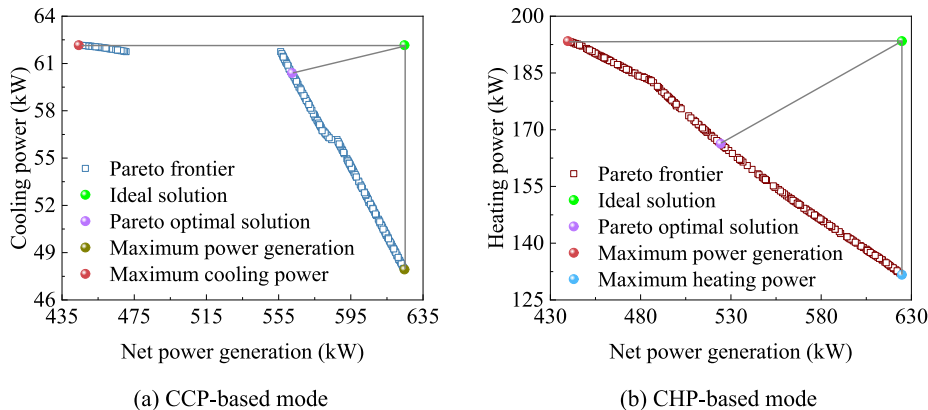 64
61
58
55
52
49
46
Cooling power (kW)
Pareto frontier
Ideal solution
Pareto optimal solution
Maximum power generation
Maximum cooling power
435 475 515 555 595 635
Net power generation (kW)
(a) CCP-based mode
200
185
170
155
140
125
Heating power (kW)
Pareto frontier
Ideal solution
Pareto optimal solution
Maximum power generation
Maximum heating power
430 480 530 580 630
Net power generation (kW)
(b) CHP-based mode